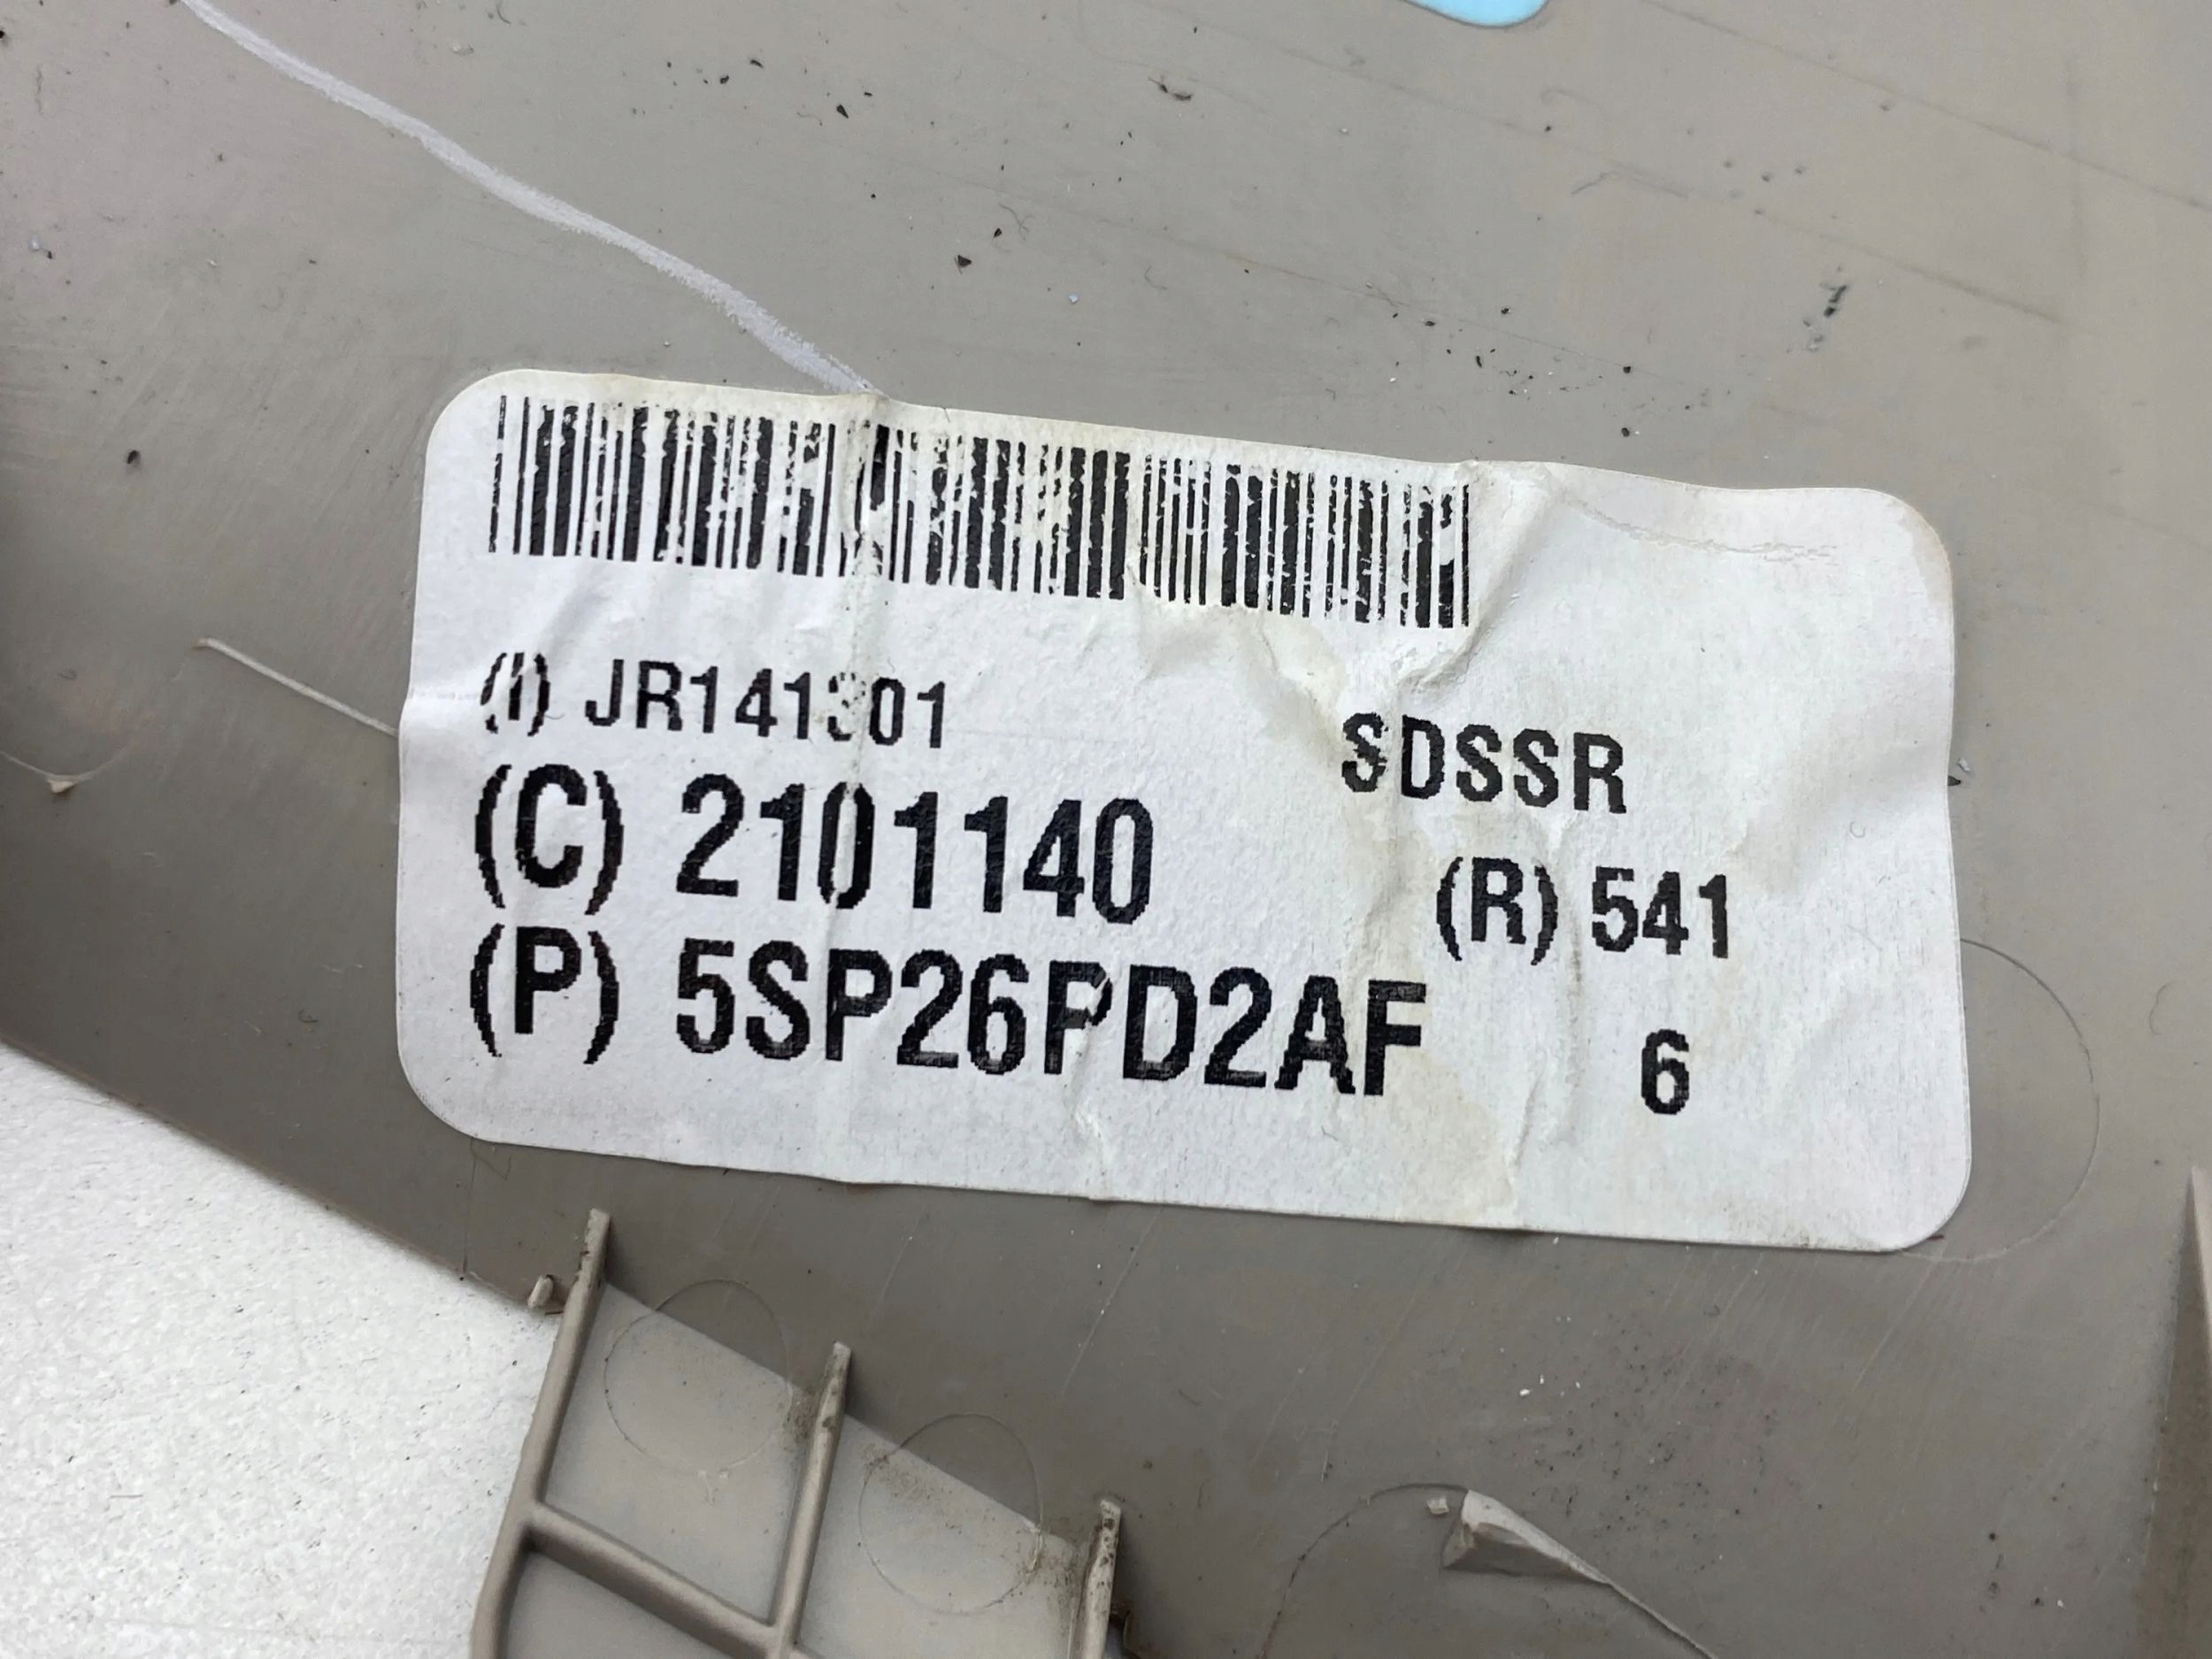 (I) JR141301
SDSSR
(C) 2101140
(R) 541
(P) 5SP26PD2AF
6